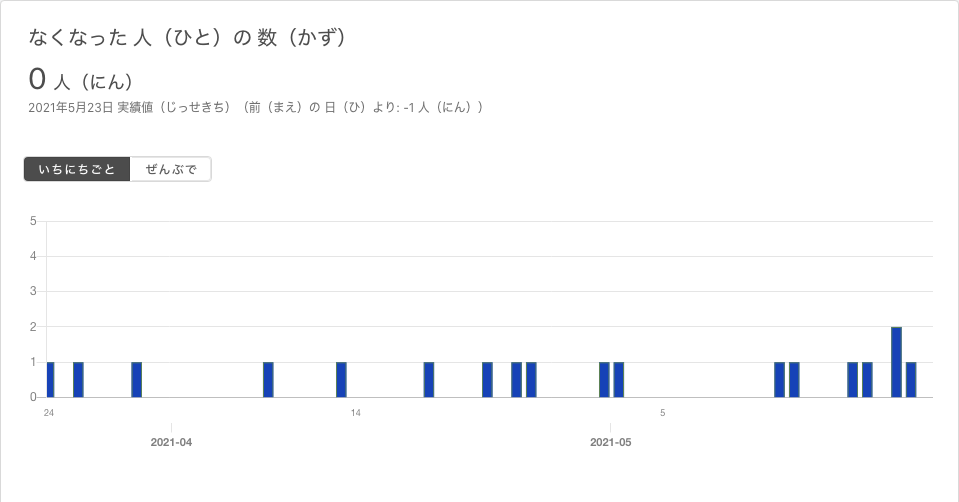 なくなった 人（ひと）の 数（かず）
0 人（にん）
2021年5月23日 実績値（じっせきち）（前（まえ）の 日（ひ）より: -1 人（にん））
いちにちごと ぜんぶで
5
4
3
2
1
0
24 14 5
2021-04 2021-05